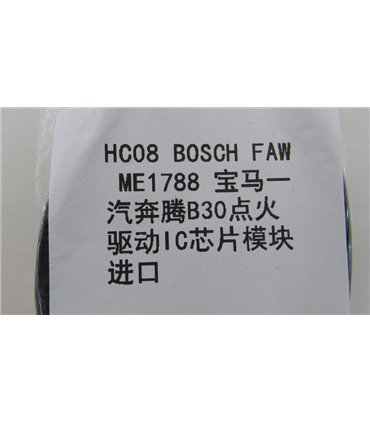 HC08 BOSCH FAW
ME1788 宝马一
汽奔腾B30点火
驱动IC芯片模块
进口